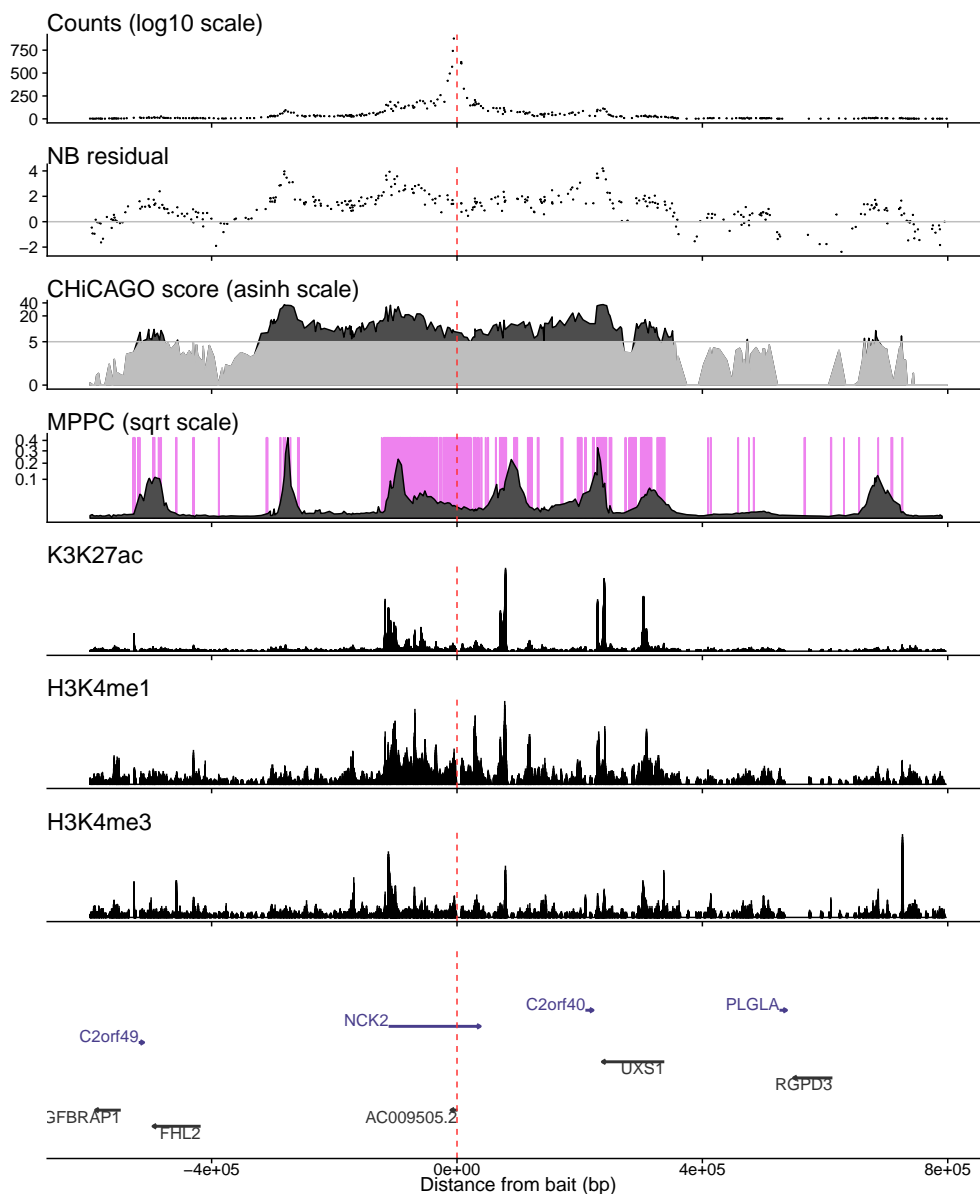 Counts (log10 scale)
750
500
250
0
NB residual
4
2
0
−2
CHiCAGO score (asinh scale)
40
20
5
0
MPPC (sqrt scale)
0.4
0.3
0.2
0.1
K3K27ac
H3K4me1
H3K4me3
C2orf40
PLGLA
NCK2
C2orf49
UXS1
RGPD3
GFBRAP1
AC009505.2
FHL2
−4e+05
0e+00
4e+05
8e+05
Distance from bait (bp)